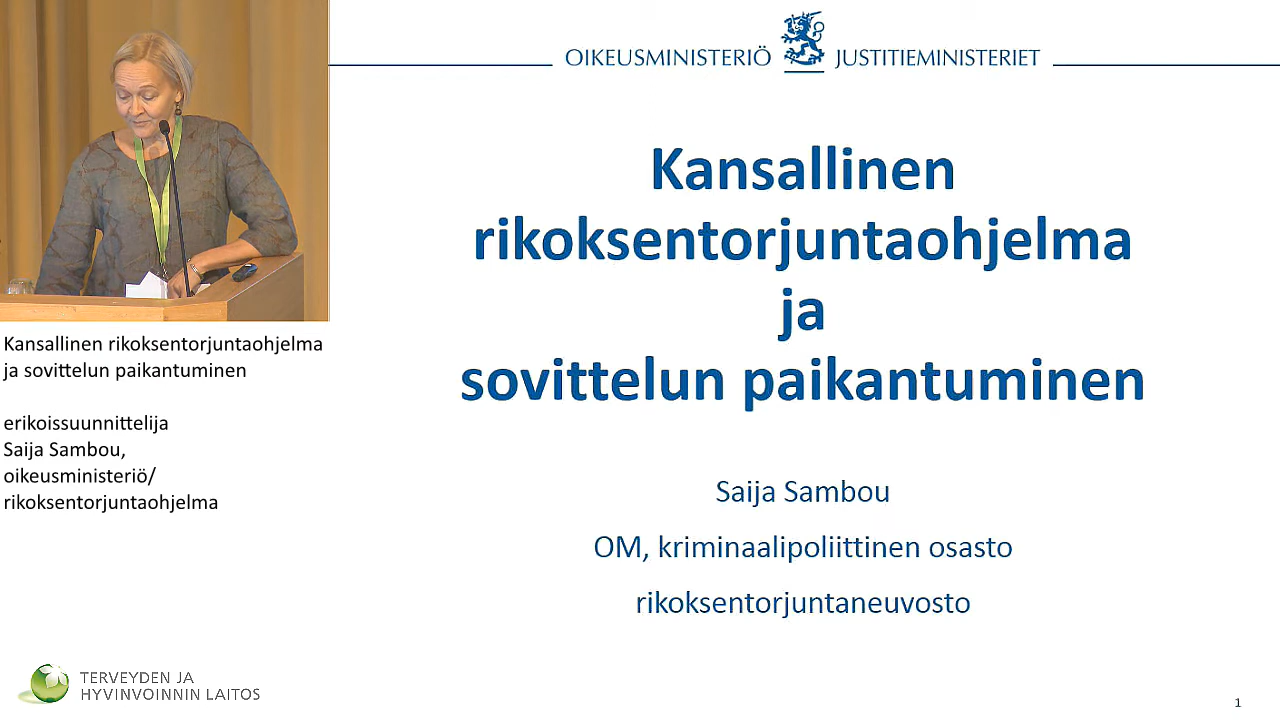 OIKEUSMINISTERIÖ JUSTITIEMINISTERIET
Kansallinen
rikoksentorjuntaohjelma
ja
sovittelun paikantuminen
Saija Sambou
OM, kriminaalipoliittinen osasto
rikoksentorjuntaneuvosto
Kansallinen rikoksentorjuntaohjelma
ja sovittelun paikantuminen
erikoissuunnittelija
Saija Sambou,
oikeusministeriö/
rikoksentorjuntaohjelma
TERVEYDEN JA
HYVINVOINNIN LAITOS
1